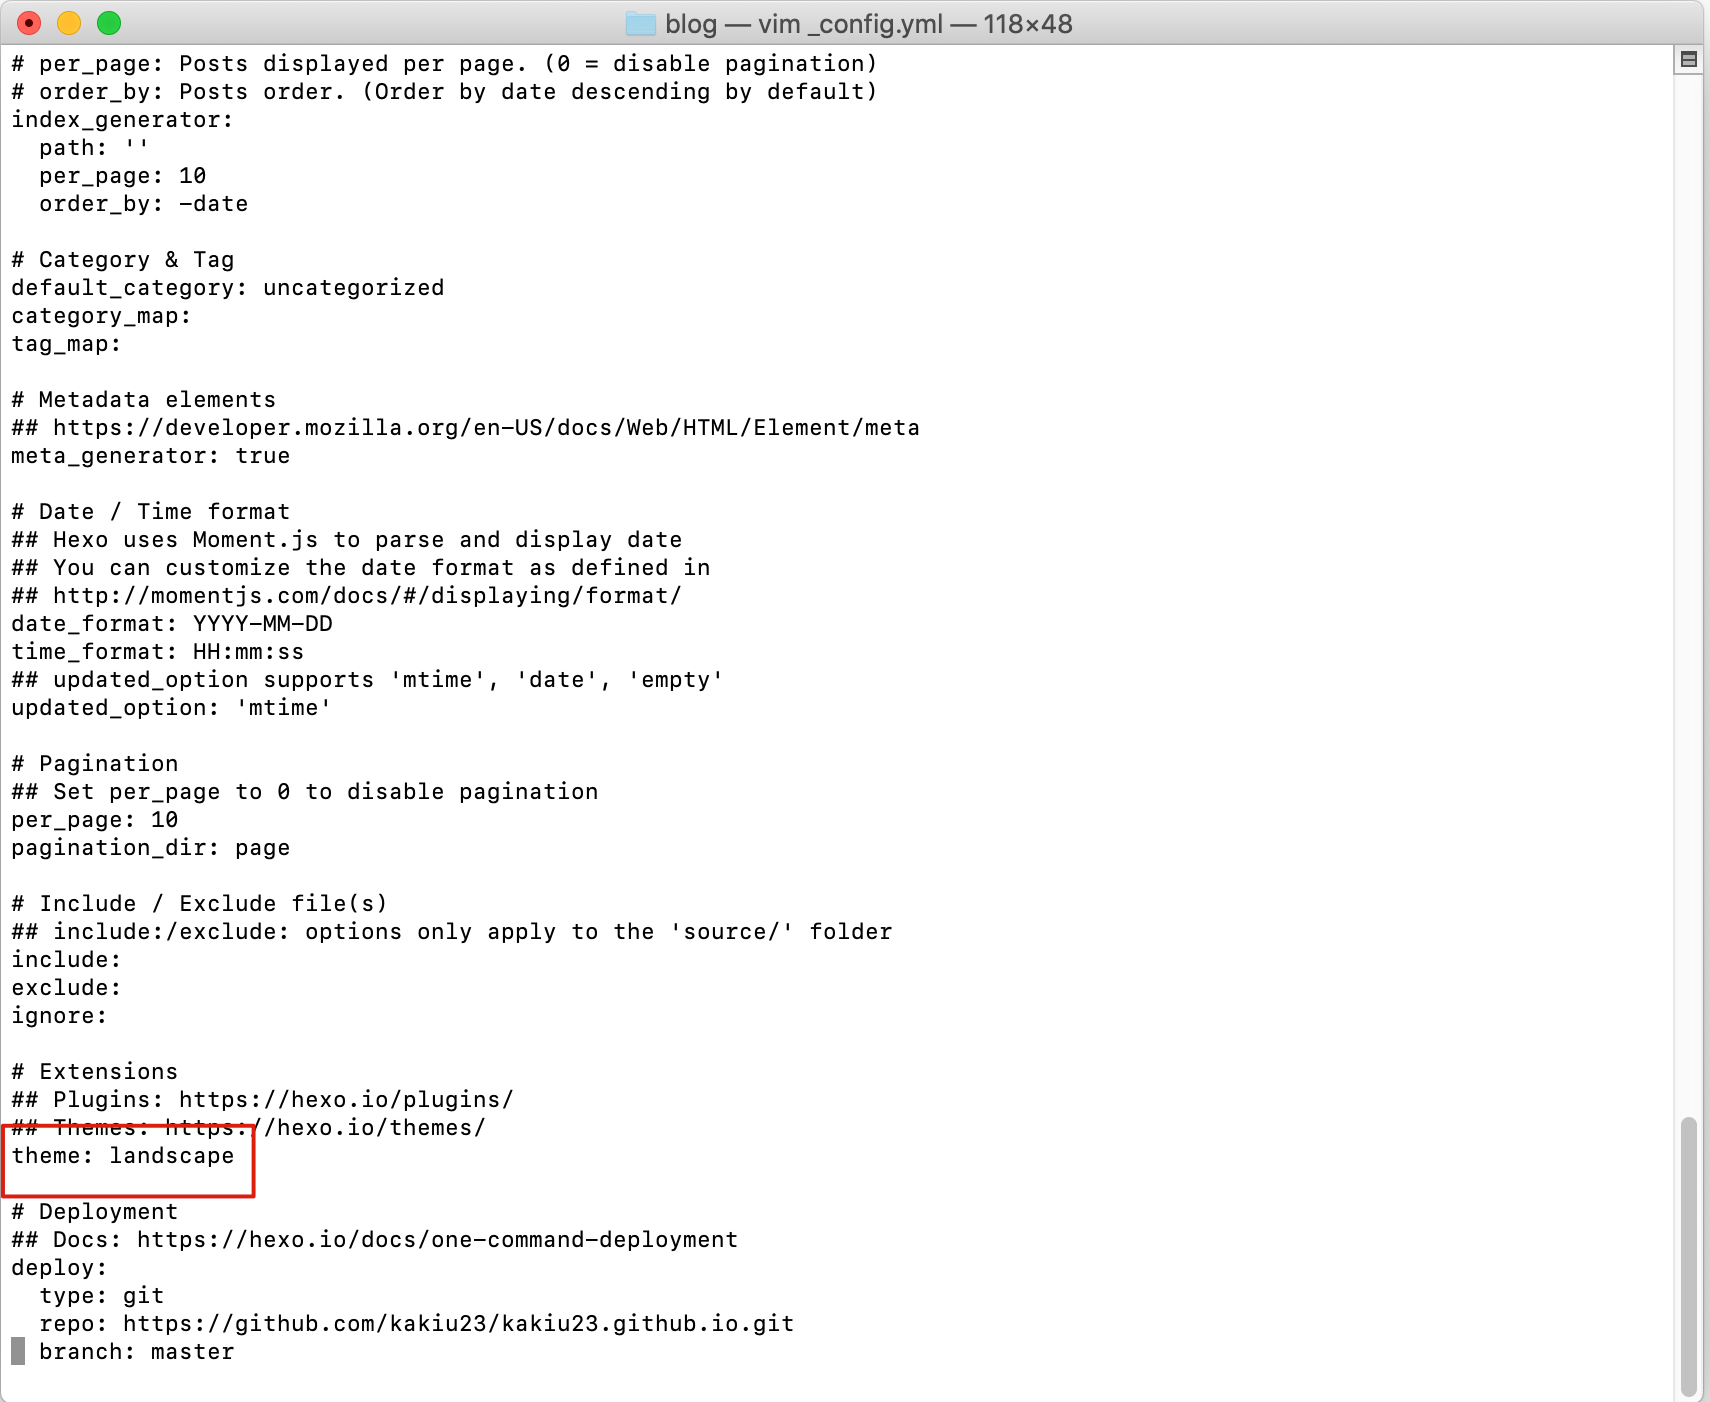 blog — vim _config.yml — 118×48
# per_page: Posts displayed per page. (0 = disable pagination)
# order_by: Posts order. (Order by date descending by default)
index_generator:
  path: ''
  per_page: 10
  order_by: -date

# Category & Tag
default_category: uncategorized
category_map:
tag_map:

# Metadata elements
## https://developer.mozilla.org/en-US/docs/Web/HTML/Element/meta
meta_generator: true

# Date / Time format
## Hexo uses Moment.js to parse and display date
## You can customize the date format as defined in
## http://momentjs.com/docs/#/displaying/format/
date_format: YYYY-MM-DD
time_format: HH:mm:ss
## updated_option supports 'mtime', 'date', 'empty'
updated_option: 'mtime'

# Pagination
## Set per_page to 0 to disable pagination
per_page: 10
pagination_dir: page

# Include / Exclude file(s)
## include:/exclude: options only apply to the 'source/' folder
include:
exclude:
ignore:

# Extensions
## Plugins: https://hexo.io/plugins/
## Themes: https://hexo.io/themes/
theme: landscape

# Deployment
## Docs: https://hexo.io/docs/one-command-deployment
deploy:
  type: git
  repo: https://github.com/kakiu23/kakiu23.github.io.git
  branch: master